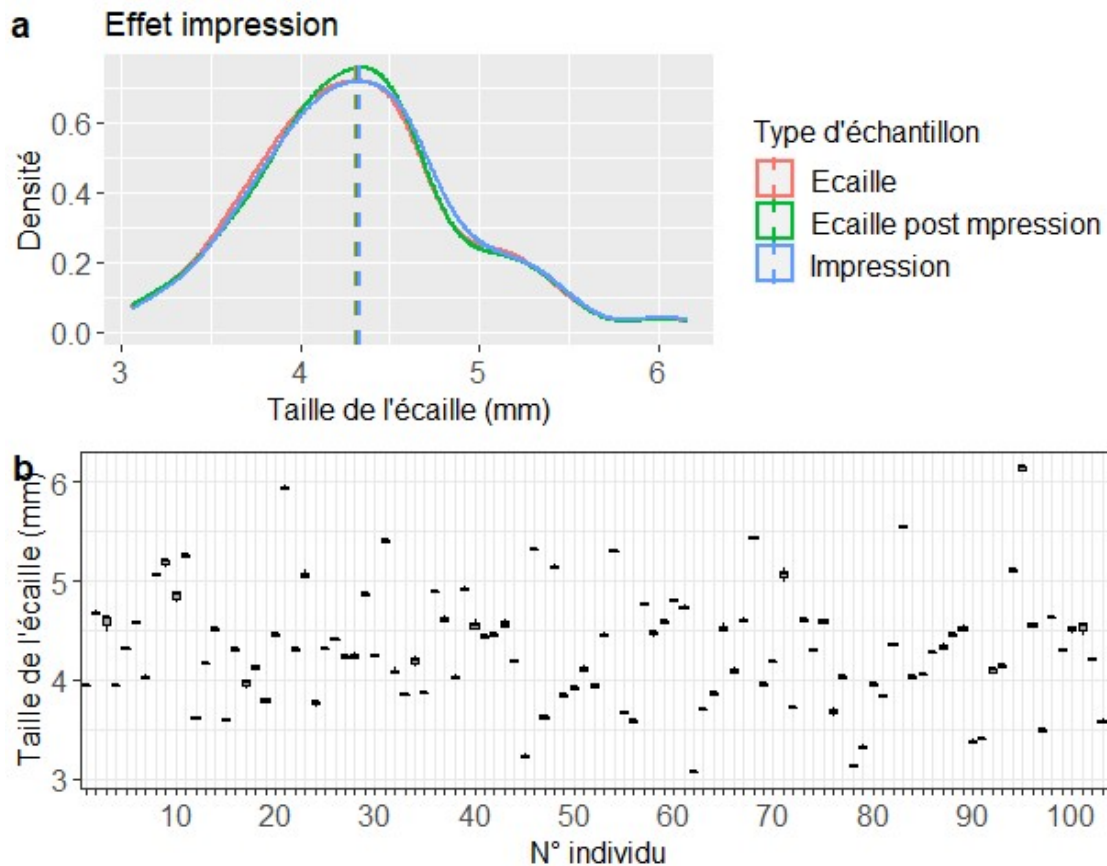 a Effet impression
Densité
0.6
0.4
0.2
0.0
3 4 5 6
Taille de l'écaille (mm)
Type d'échantillon
Ecaille
Ecaille post mpression
Impression
b
Taille de l'écaille (mm)
6
5
4
3
10 20 30 40 50 60 70 80 90 100
N° individu